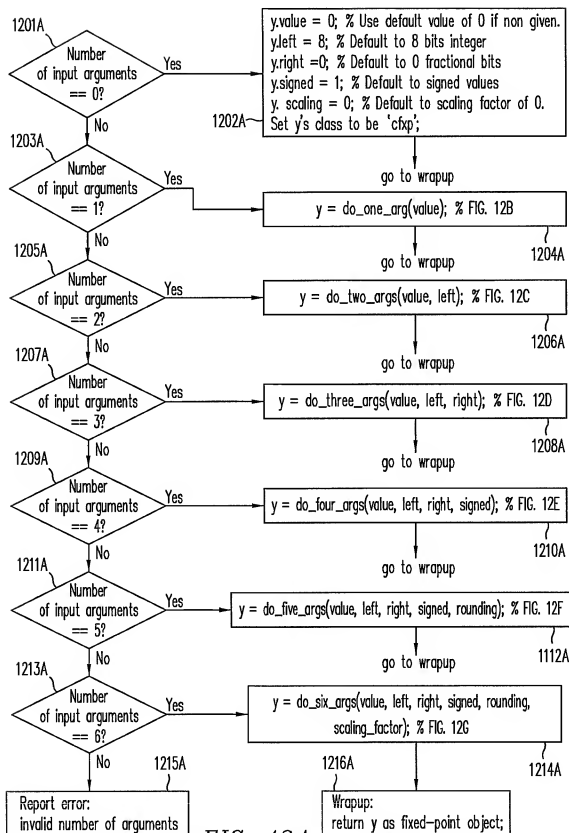 1201A
Number
of input arguments
== 0?
Yes
No
y.value = 0; % Use default value of 0 if non given.
y.left = 8; % Default to 8 bits integer
y.right =0; % Default to 0 fractional bits
y.signed = 1; % Default to signed values
y. scaling = 0; % Default to scaling factor of 0.
Set y's class to be 'cfxp';
1202A
go to wrapup
1203A
Number
of input arguments
== 1?
Yes
No
y = do_one_arg(value); % FIG. 12B
1204A
go to wrapup
1205A
Number
of input arguments
== 2?
Yes
No
y = do_two_args(value, left); % FIG. 12C
1206A
go to wrapup
1207A
Number
of input arguments
== 3?
Yes
No
y = do_three_args(value, left, right); % FIG. 12D
1208A
go to wrapup
1209A
Number
of input arguments
== 4?
Yes
No
y = do_four_args(value, left, right, signed); % FIG. 12E
1210A
go to wrapup
1211A
Number
of input arguments
== 5?
Yes
No
y = do_five_args(value, left, right, signed, rounding); % FIG. 12F
1112A
go to wrapup
1213A
Number
of input arguments
== 6?
Yes
No
y = do_six_args(value, left, right, signed, rounding,
scaling_factor); % FIG. 12G
1214A
1215A
Report error:
invalid number of arguments
1216A
Wrapup:
return y as fixed-point object;
FIG. 12A